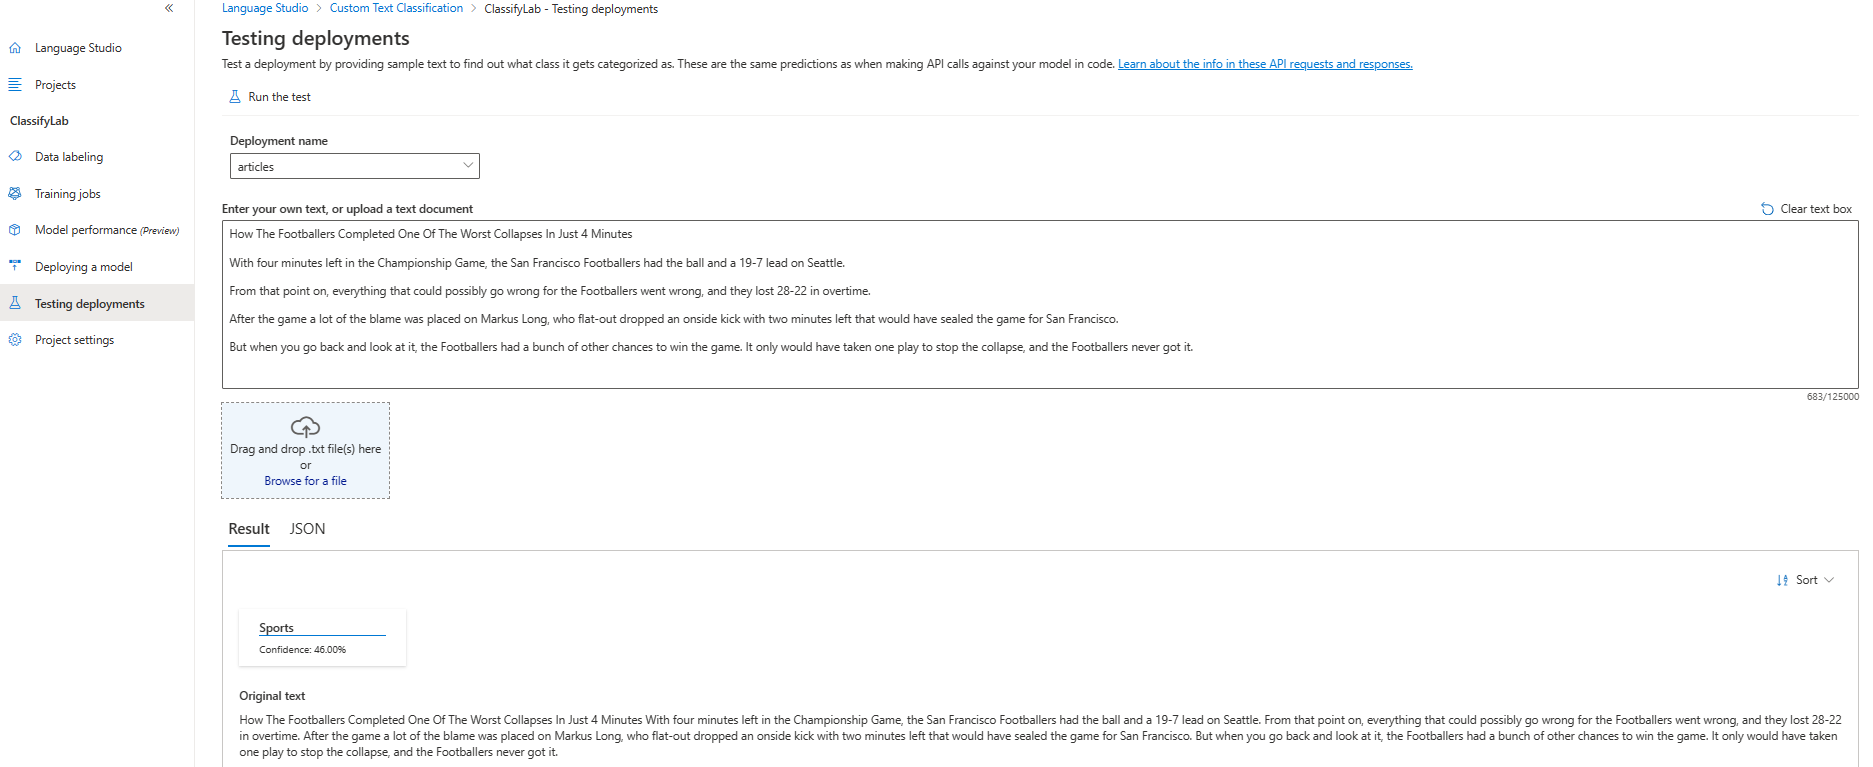 Language Studio > Custom Text Classification > ClassifyLab - Testing deployments
Language Studio
Projects
ClassifyLab
Data labeling
Training jobs
Model performance (Preview)
Deploying a model
Testing deployments
Project settings
Testing deployments
Test a deployment by providing sample text to find out what class it gets categorized as. These are the same predictions as when making API calls against your model in code. Learn about the info in these API requests and responses.
Run the test
Deployment name
articles
Enter your own text, or upload a text document
Clear text box
How The Footballers Completed One Of The Worst Collapses In Just 4 Minutes
With four minutes left in the Championship Game, the San Francisco Footballers had the ball and a 19-7 lead on Seattle.
From that point on, everything that could possibly go wrong for the Footballers went wrong, and they lost 28-22 in overtime.
After the game a lot of the blame was placed on Markus Long, who flat-out dropped an onside kick with two minutes left that would have sealed the game for San Francisco.
But when you go back and look at it, the Footballers had a bunch of other chances to win the game. It only would have taken one play to stop the collapse, and the Footballers never got it.
683/125000
Drag and drop .txt file(s) here
or
Browse for a file
Result JSON
Sort
Sports
Confidence: 46.00%
Original text
How The Footballers Completed One Of The Worst Collapses In Just 4 Minutes With four minutes left in the Championship Game, the San Francisco Footballers had the ball and a 19-7 lead on Seattle. From that point on, everything that could possibly go wrong for the Footballers went wrong, and they lost 28-22
in overtime. After the game a lot of the blame was placed on Markus Long, who flat-out dropped an onside kick with two minutes left that would have sealed the game for San Francisco. But when you go back and look at it, the Footballers had a bunch of other chances to win the game. It only would have taken
one play to stop the collapse, and the Footballers never got it.